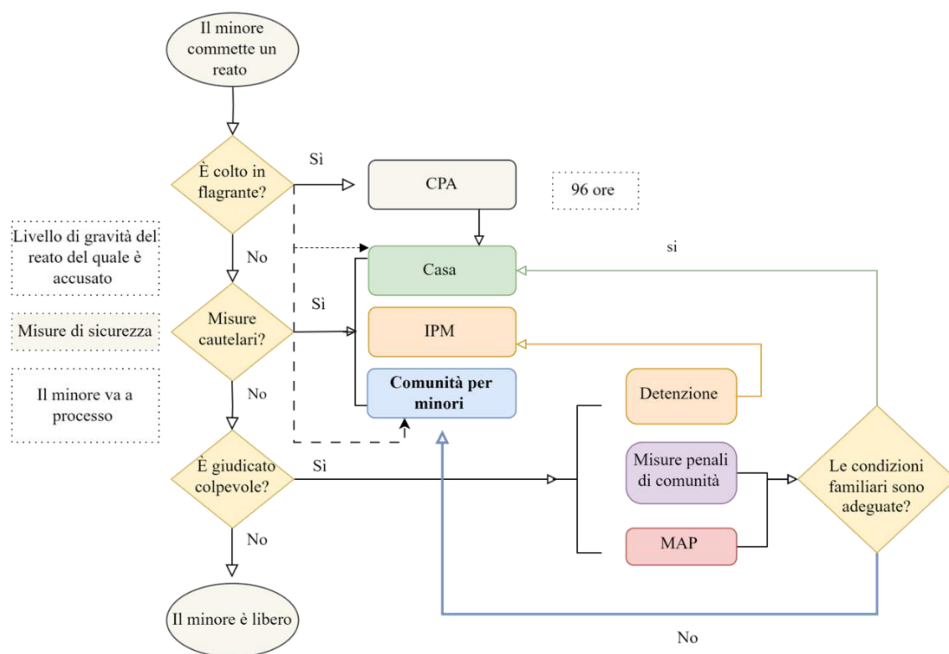 Il minore
commette un
reato
È colto in
flagrante?
Sì
CPA
96 ore
Livello di gravità del
reato del quale è
accusato
No
Casa
si
Misure
cautelari?
Sì
IPM
Misure di sicurezza
Comunità per
minori
Il minore va a
processo
No
Detenzione
È giudicato
colpevole?
Sì
Misure penali
di comunità
Le condizioni
familiari sono
adeguate?
No
MAP
Il minore è libero
No